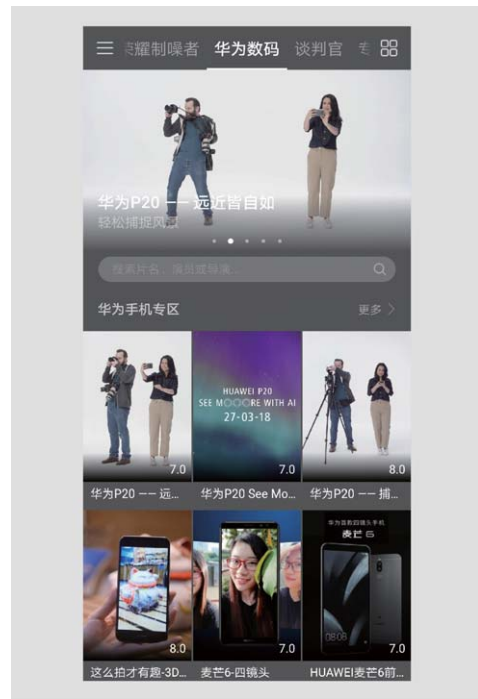 荣耀制噪者 华为数码 谈判官
华为P20 —— 远近皆自如
轻松捕捉风景
搜索片名、演员或导演...
华为手机专区 更多
HUAWEI P20
SEE MOOORE WITH AI
27-03-18
7.0 7.0 8.0
华为P20 —— 远... 华为P20 See Mo... 华为P20 —— 捕...
华为首款四镜头手机
麦芒 6
08:08
8.0 7.0 7.0
这么拍才有趣-3D... 麦芒6-四镜头 HUAWEI麦芒6前...